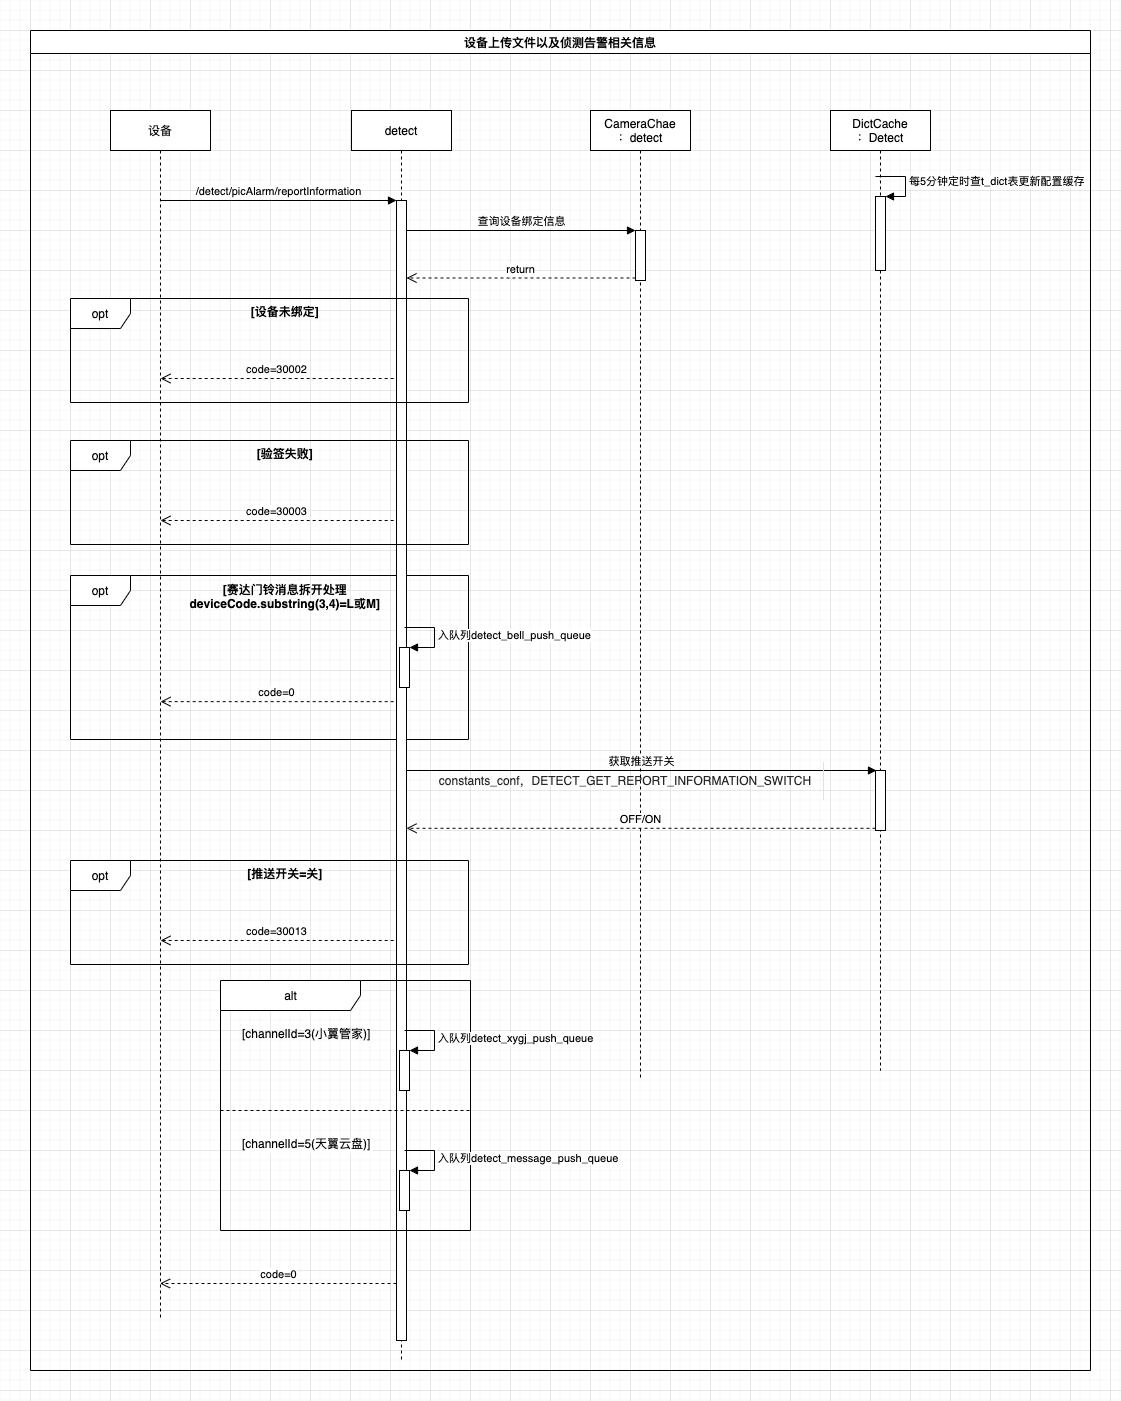 设备上传文件以及侦测告警相关信息
设备
detect
CameraChae
： detect
DictCache
： Detect
每5分钟定时查t_dict表更新配置缓存
/detect/picAlarm/reportInformation
查询设备绑定信息
return
opt
[设备未绑定]
code=30002
opt
[验签失败]
code=30003
opt
[赛达门铃消息拆开处理
deviceCode.substring(3,4)=L或M]
入队列detect_bell_push_queue
code=0
获取推送开关
constants_conf，DETECT_GET_REPORT_INFORMATION_SWITCH
OFF/ON
opt
[推送开关=关]
code=30013
alt
[channelId=3(小翼管家)]
入队列detect_xygj_push_queue
[channelId=5(天翼云盘)]
入队列detect_message_push_queue
code=0